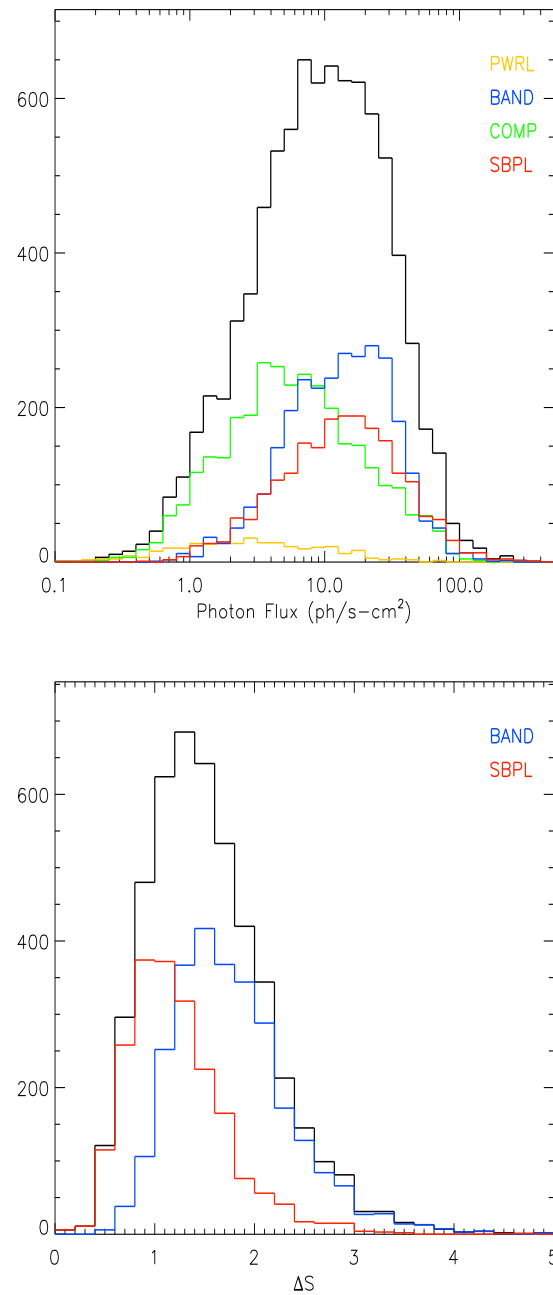 PWRL
600
BAND
COMP
SBPL
400
200
0
0.1 1.0 10.0 100.0
Photon Flux (ph/s-cm²)
BAND
SBPL
600
400
200
0
0 1 2 3 4 5
ΔS